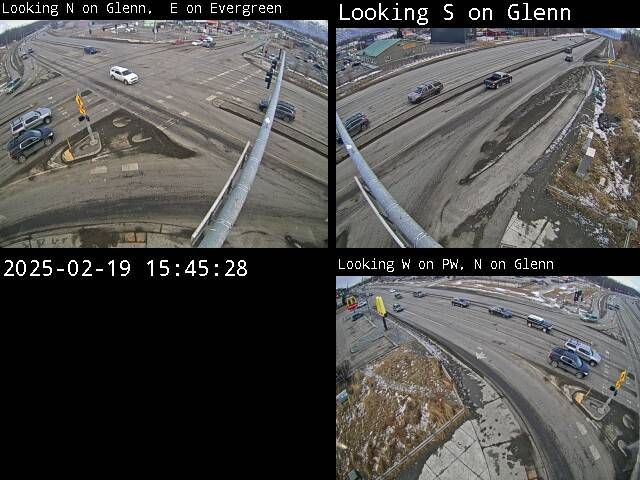 Looking N on Glenn,  E on Evergreen
Looking S on Glenn
2025-02-19 15:45:28
Looking W on PW, N on Glenn